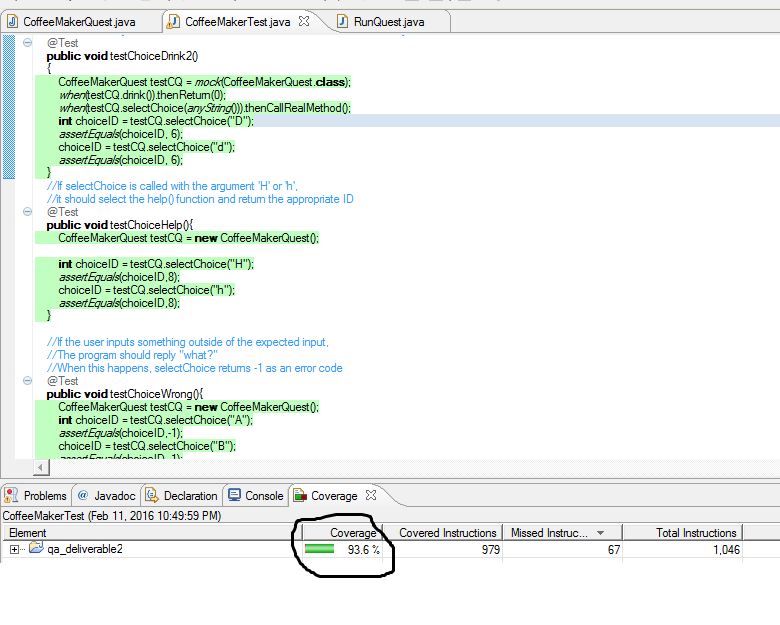 CoffeeMakerQuest.java CoffeeMakerTest.java RunQuest.java
@Test
public void testChoiceDrink2()
{
CoffeeMakerQuest testCQ = mock(CoffeeMakerQuest.class);
when(testCQ.drink()).thenReturn(0);
when(testCQ.selectChoice(anyString())).thenCallRealMethod();
int choiceID = testCQ.selectChoice("D");
assertEquals(choiceID, 6);
choiceID = testCQ.selectChoice("d");
assertEquals(choiceID, 6);
}
//If selectChoice is called with the argument 'H' or 'h',
//it should select the help() function and return the appropriate ID
@Test
public void testChoiceHelp(){
CoffeeMakerQuest testCQ = new CoffeeMakerQuest();
int choiceID = testCQ.selectChoice("H");
assertEquals(choiceID,8);
choiceID = testCQ.selectChoice("h");
assertEquals(choiceID,8);
}
//If the user inputs something outside of the expected input,
//The program should reply "what?"
//When this happens, selectChoice returns -1 as an error code
@Test
public void testChoiceWrong(){
CoffeeMakerQuest testCQ = new CoffeeMakerQuest();
int choiceID = testCQ.selectChoice("A");
assertEquals(choiceID,-1);
choiceID = testCQ.selectChoice("B");
assertEquals(choiceID,-1);
Problems Javadoc Declaration Console Coverage
CoffeeMakerTest (Feb 11, 2016 10:49:59 PM)
Element Coverage Covered Instructions Missed Instruc... Total Instructions
qa_deliverable2 93.6 % 979 67 1,046